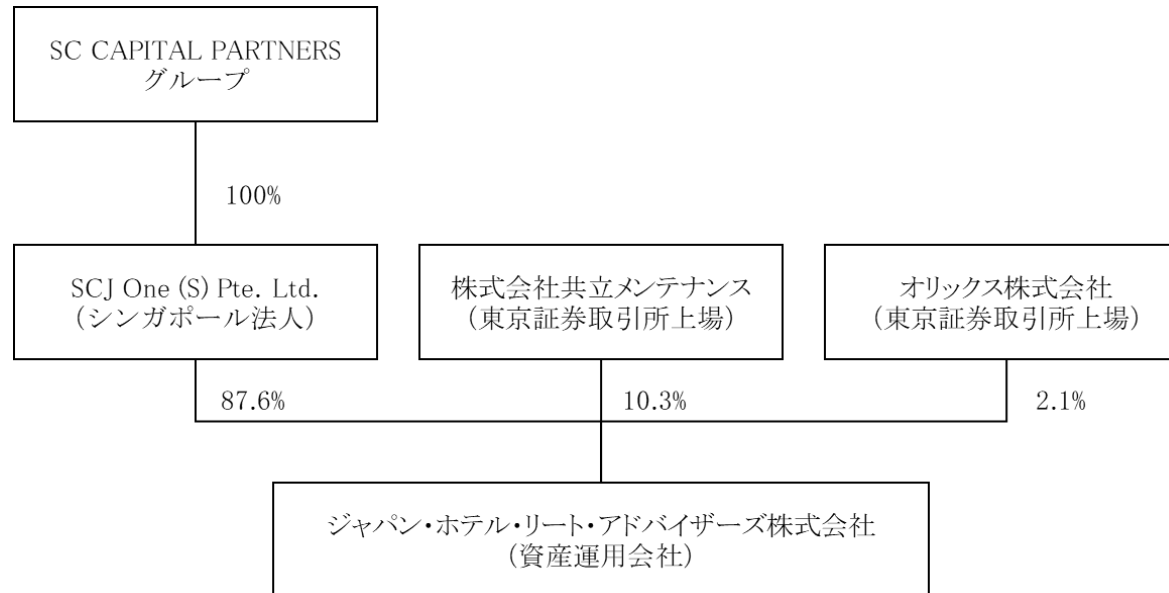 SC CAPITAL PARTNERS
グループ
100%
SCJ One (S) Pte. Ltd.
（シンガポール法人）
株式会社共立メンテナンス
（東京証券取引所上場）
オリックス株式会社
（東京証券取引所上場）
87.6%
10.3%
2.1%
ジャパン・ホテル・リート・アドバイザーズ株式会社
（資産運用会社）